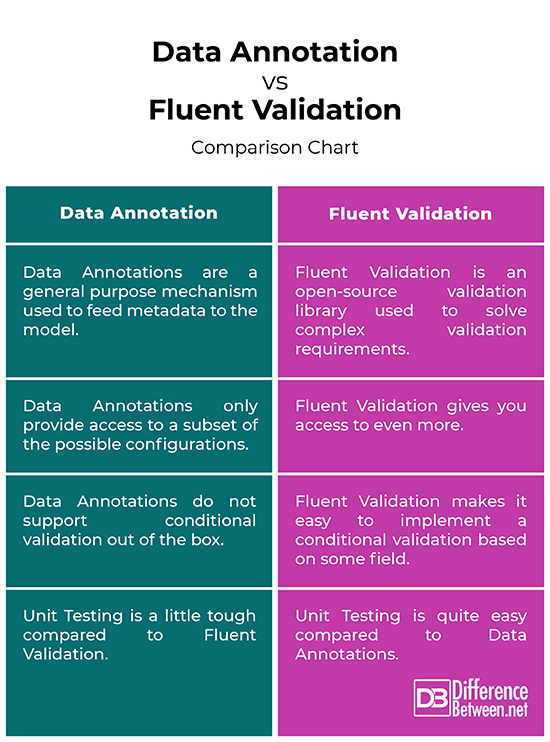 Data Annotation
vs
Fluent Validation
Comparison Chart
Data Annotation
Fluent Validation
Data Annotations are a
general purpose mechanism
used to feed metadata to the
model.
Fluent Validation is an
open-source validation
library used to solve
complex validation
requirements.
Data Annotations only
provide access to a subset of
the possible configurations.
Fluent Validation gives you
access to even more.
Data Annotations do not
support conditional
validation out of the box.
Fluent Validation makes it
easy to implement a
conditional validation based
on some field.
Unit Testing is a little tough
compared to Fluent
Validation.
Unit Testing is quite easy
compared to Data
Annotations.
DB Difference
Between.net